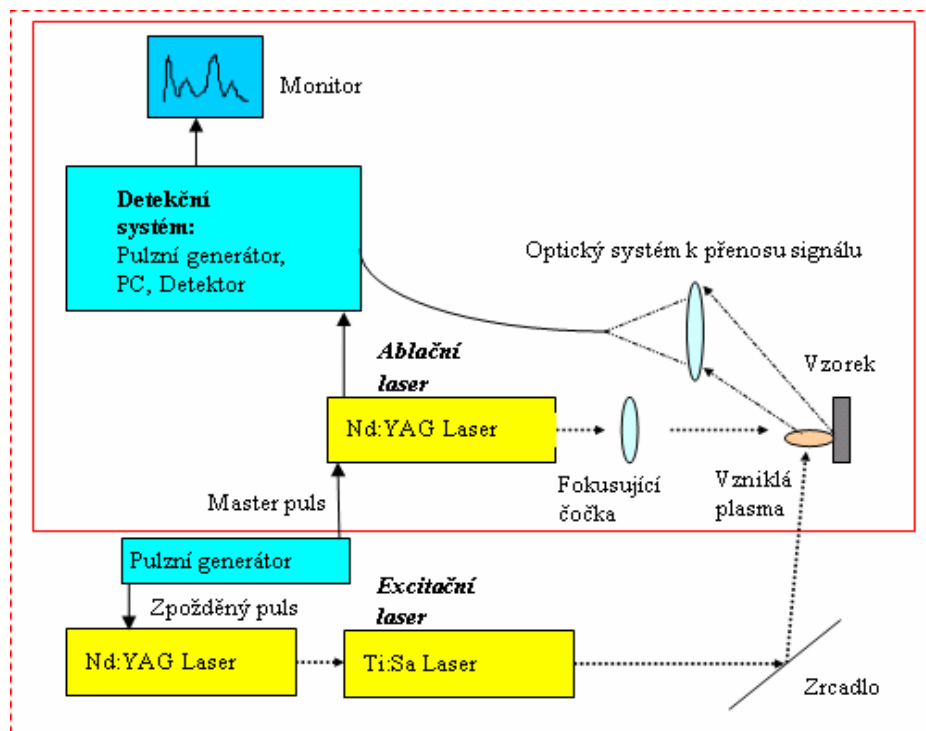 Monitor
Detekční
systém:
Pulzní generátor,
PC, Detektor
Optický systém k přenosu signálu
Ablační
laser
Vzorek
Nd:YAG Laser
Fokusující
čočka
Vzniklá
plasma
Master puls
Pulzní generátor
Zpožděný puls
Excitační
laser
Nd:YAG Laser
Ti:Sa Laser
Zrcadlo